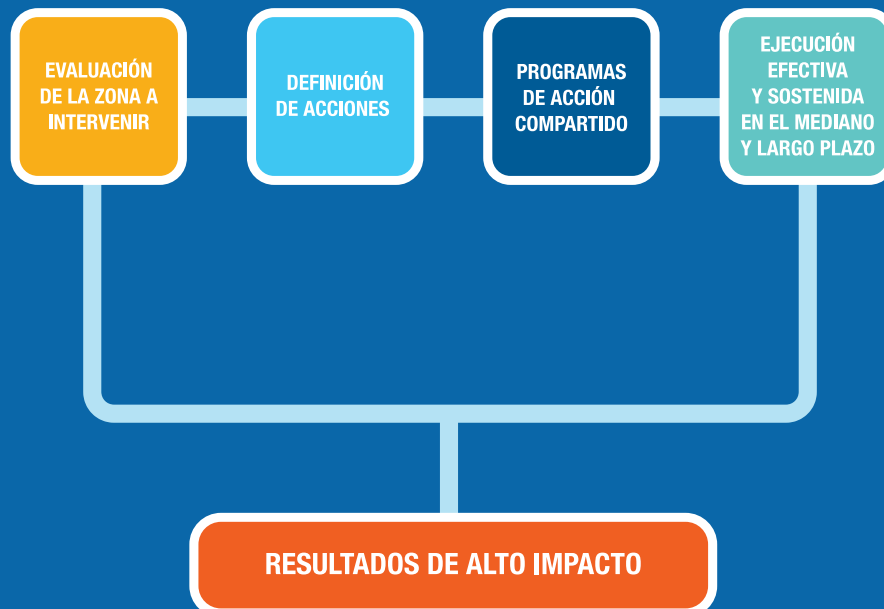 EVALUACIÓN
DE LA ZONA A
INTERVENIR
DEFINICIÓN
DE ACCIONES
PROGRAMAS
DE ACCIÓN
COMPARTIDO
EJECUCIÓN
EFECTIVA
Y SOSTENIDA
EN EL MEDIANO
Y LARGO PLAZO
RESULTADOS DE ALTO IMPACTO